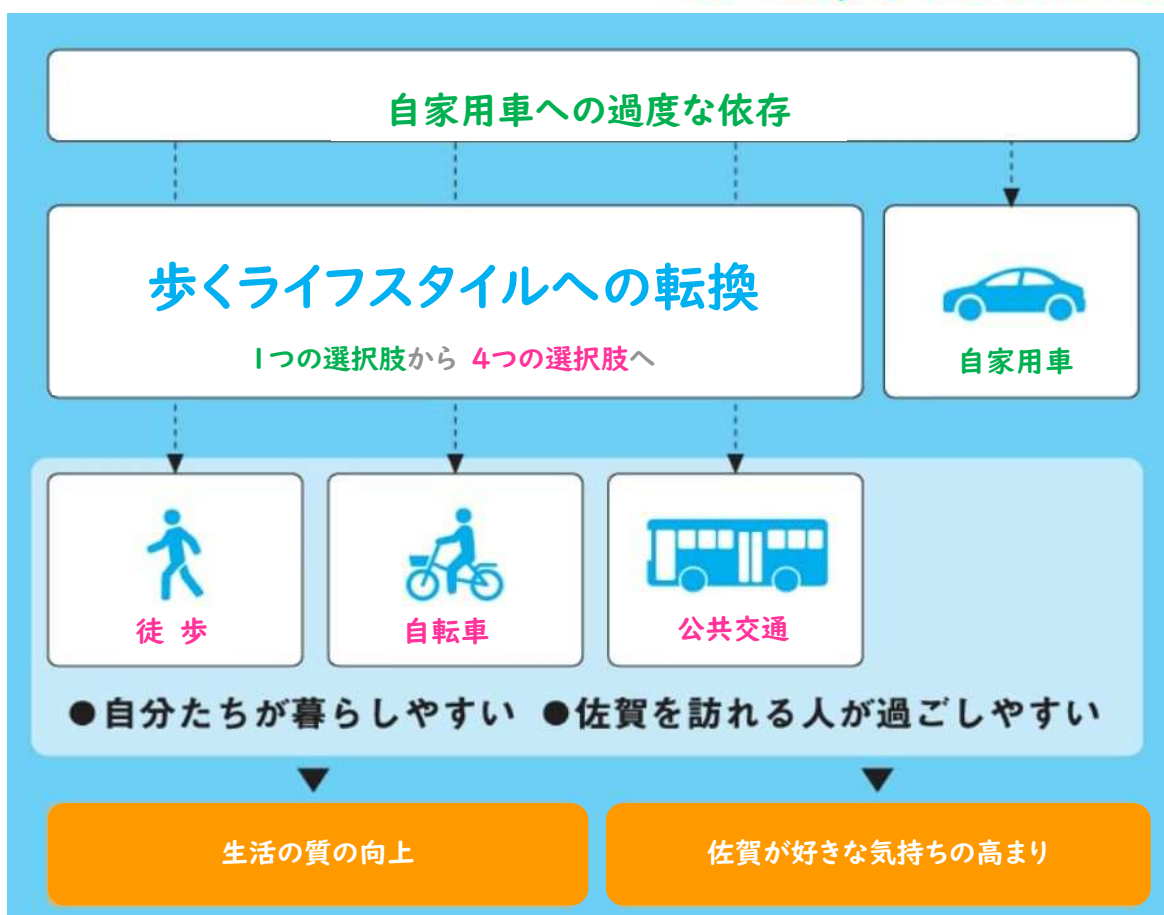 自家用車への過度な依存
歩くライフスタイルへの転換
1つの選択肢から 4つの選択肢へ
自家用車
徒 歩
自転車
公共交通
●自分たちが暮らしやすい ●佐賀を訪れる人が過ごしやすい
生活の質の向上
佐賀が好きな気持ちの高まり